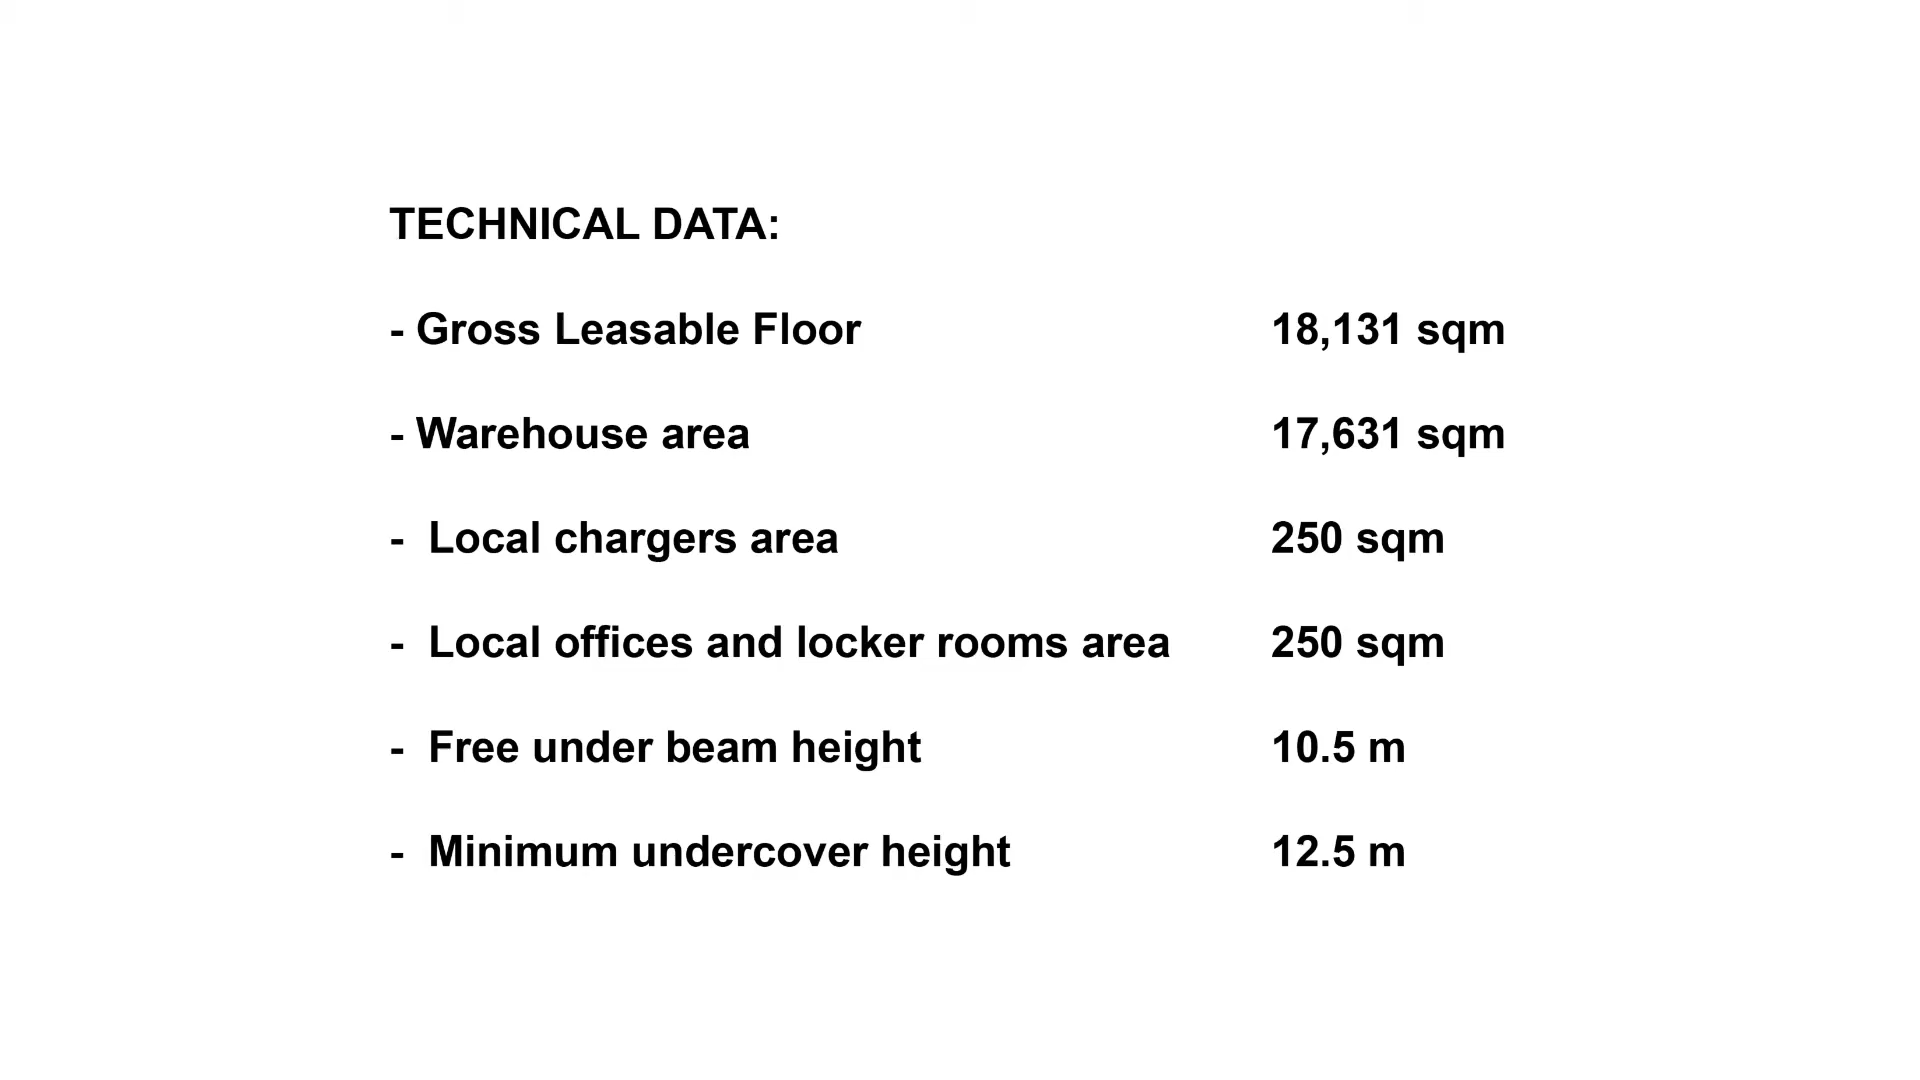 TECHNICAL DATA:
- Gross Leasable Floor 18,131 sqm
- Warehouse area 17,631 sqm
- Local chargers area 250 sqm
- Local offices and locker rooms area 250 sqm
- Free under beam height 10.5 m
- Minimum undercover height 12.5 m